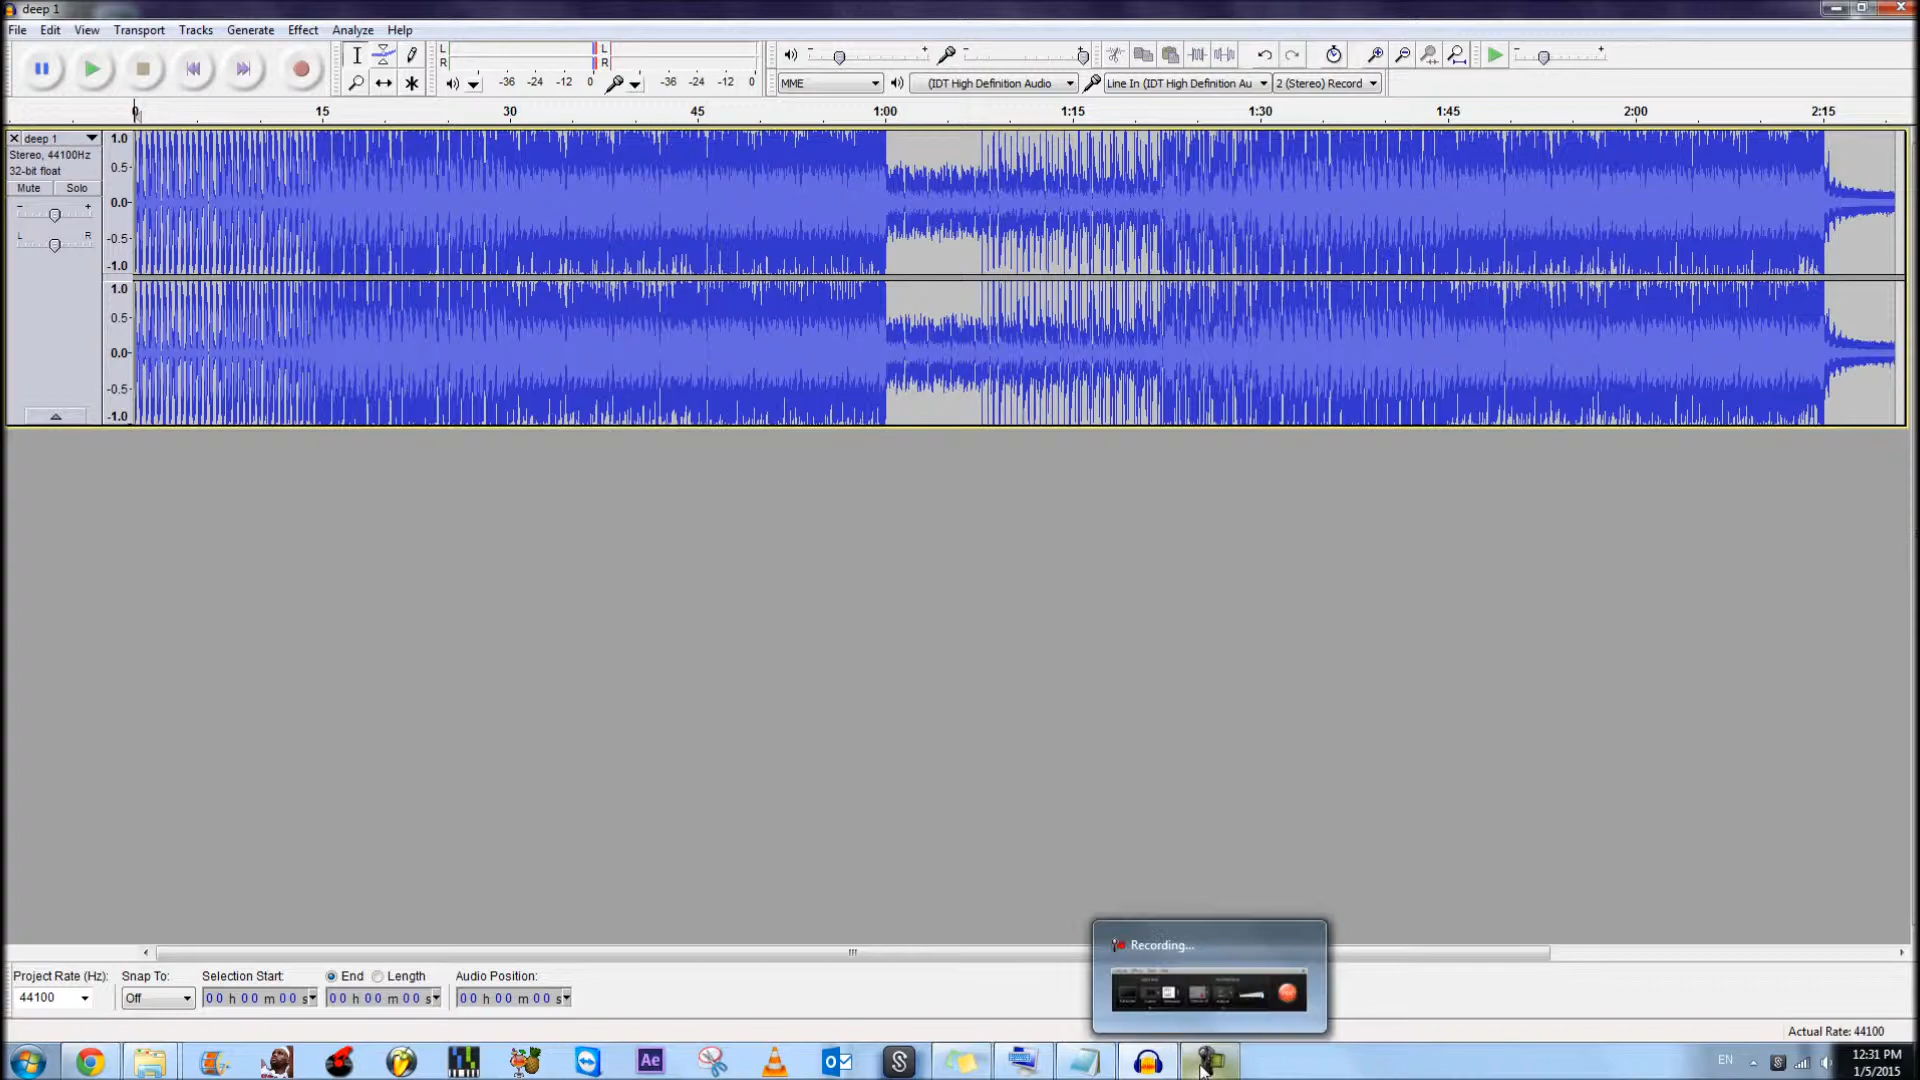 deep 1
File Edit View Transport Tracks Generate Effect Analyze Help
L L
R R
-36 -24 -12 0 -36 -24 -12 0
MME (IDT High Definition Audio Line In (IDT High Definition Au 2 (Stereo) Record
0 15 30 45 1:00 1:15 1:30 1:45 2:00 2:15
deep 1
Stereo, 44100Hz
32-bit float
Mute Solo
- +
L R
1.0
0.5-
0.0-
-0.5-
-1.0
1.0
0.5-
0.0-
-0.5-
-1.0
Recording...
Project Rate (Hz): Snap To: Selection Start: End Length Audio Position:
44100 Off 00 h 00 m 00 s 00 h 00 m 00 s 00 h 00 m 00 s
Actual Rate: 44100
Ae
EN
12:31 PM
1/5/2015